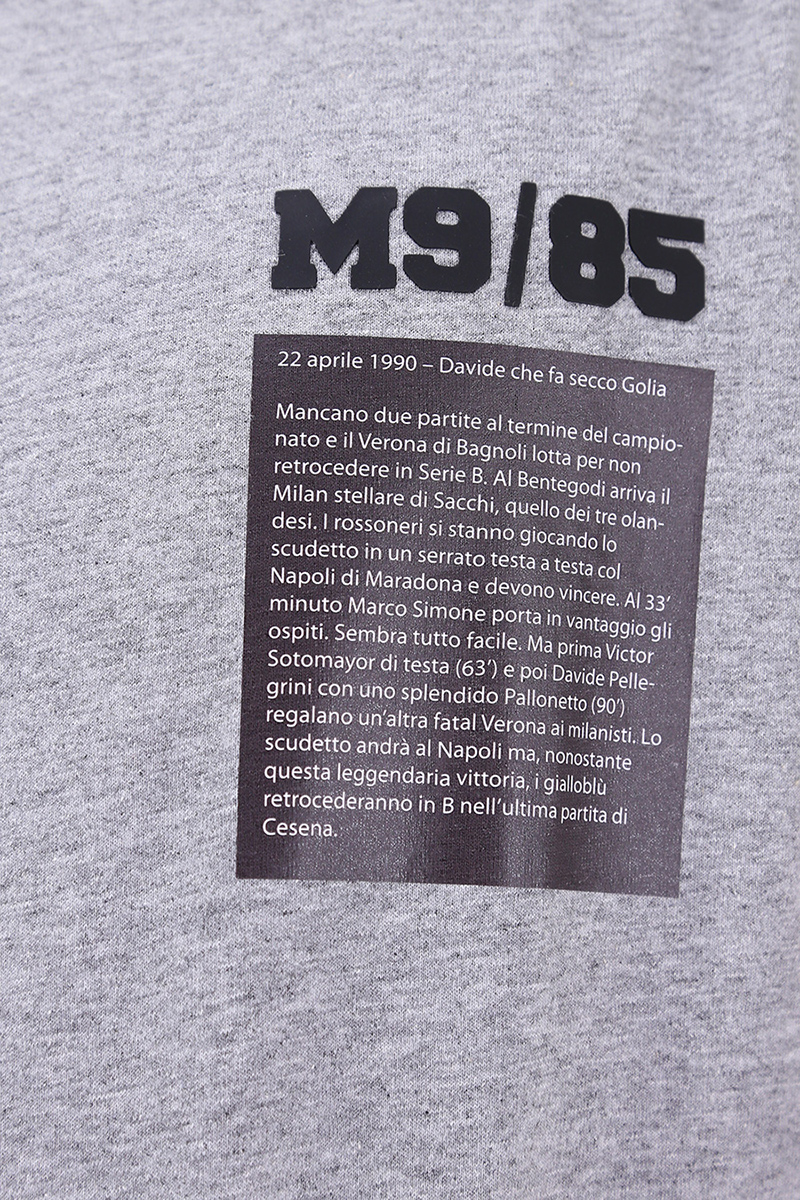 M9/85
22 aprile 1990 – Davide che fa secco Golia
Mancano due partite al termine del campio-
nato e il Verona di Bagnoli lotta per non
retrocedere in Serie B. Al Bentegodi arriva il
Milan stellare di Sacchi, quello dei tre olan-
desi. I rossoneri si stanno giocando lo
scudetto in un serrato testa a testa col
Napoli di Maradona e devono vincere. Al 33’
minuto Marco Simone porta in vantaggio gli
ospiti. Sembra tutto facile. Ma prima Victor
Sotomayor di testa (63’) e poi Davide Pelle-
grini con uno splendido Pallonetto (90’)
regalano un’altra fatal Verona ai milanisti. Lo
scudetto andrà al Napoli ma, nonostante
questa leggendaria vittoria, i gialloblù
retrocederanno in B nell’ultima partita di
Cesena.